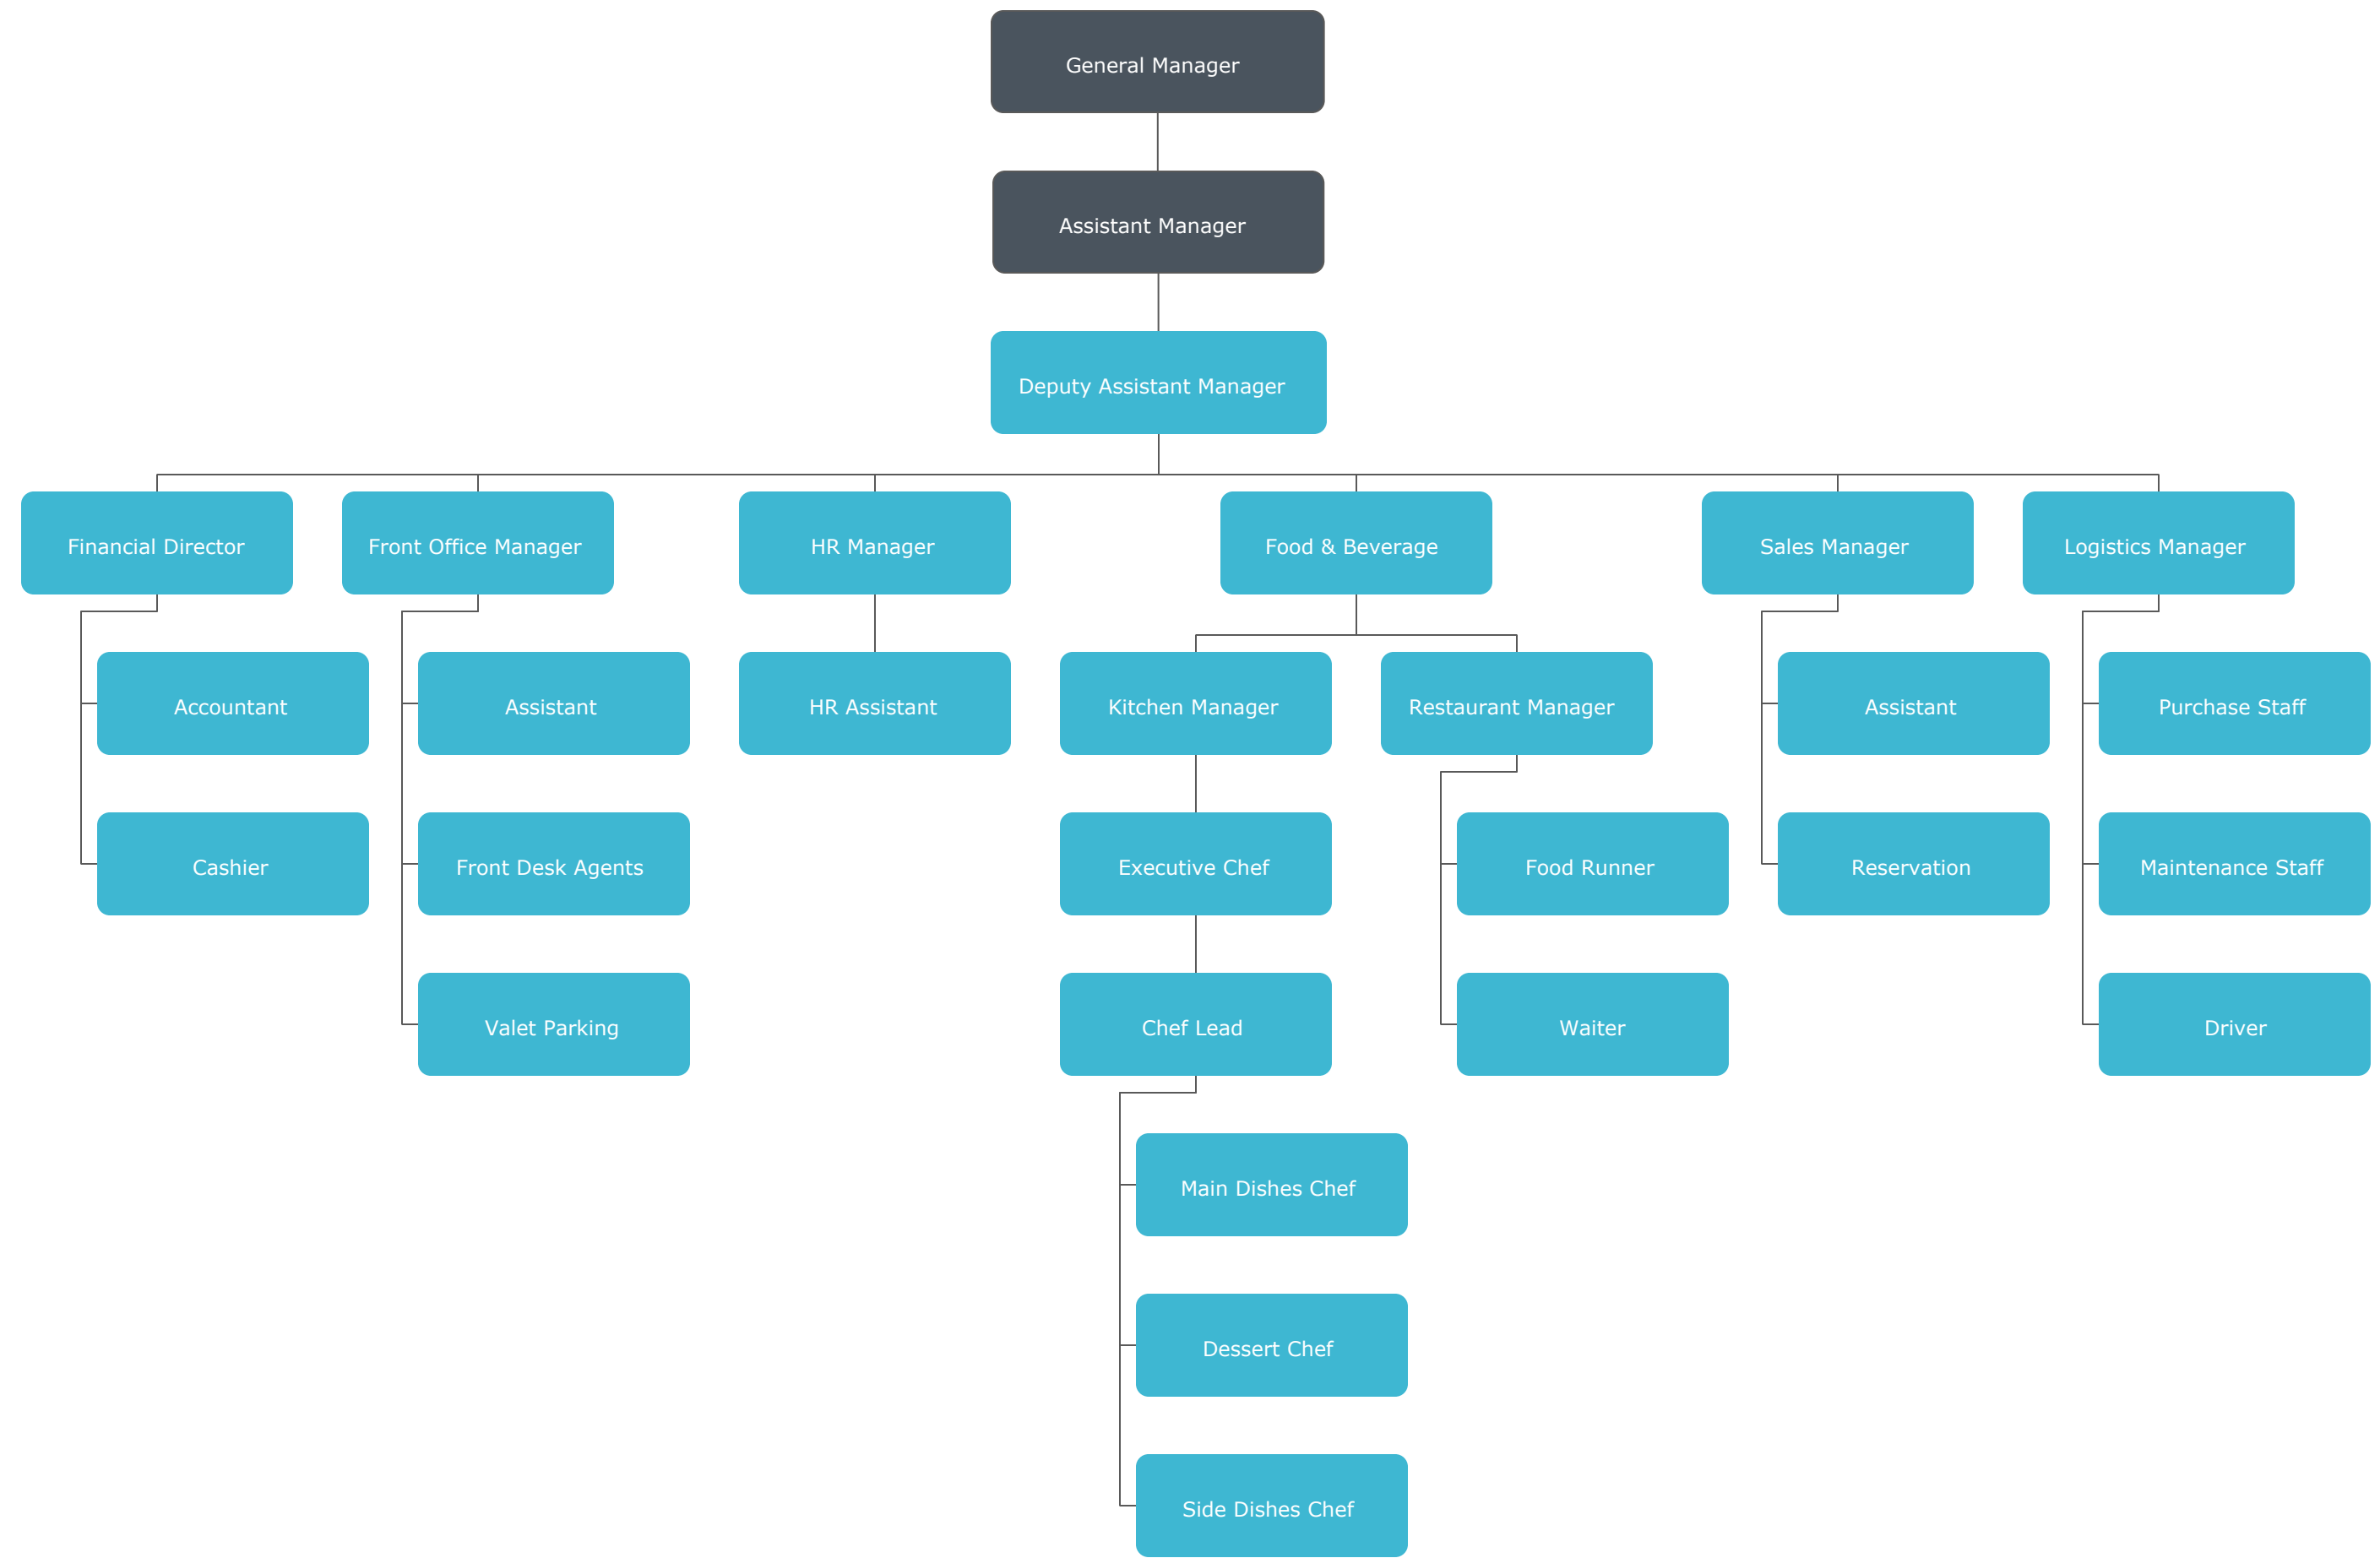 General Manager
Assistant Manager
Deputy Assistant Manager
Financial Director
Front Office Manager
HR Manager
Food & Beverage
Sales Manager
Logistics Manager
Accountant
Assistant
HR Assistant
Kitchen Manager
Restaurant Manager
Assistant
Purchase Staff
Cashier
Front Desk Agents
Executive Chef
Food Runner
Reservation
Maintenance Staff
Valet Parking
Chef Lead
Waiter
Driver
Main Dishes Chef
Dessert Chef
Side Dishes Chef